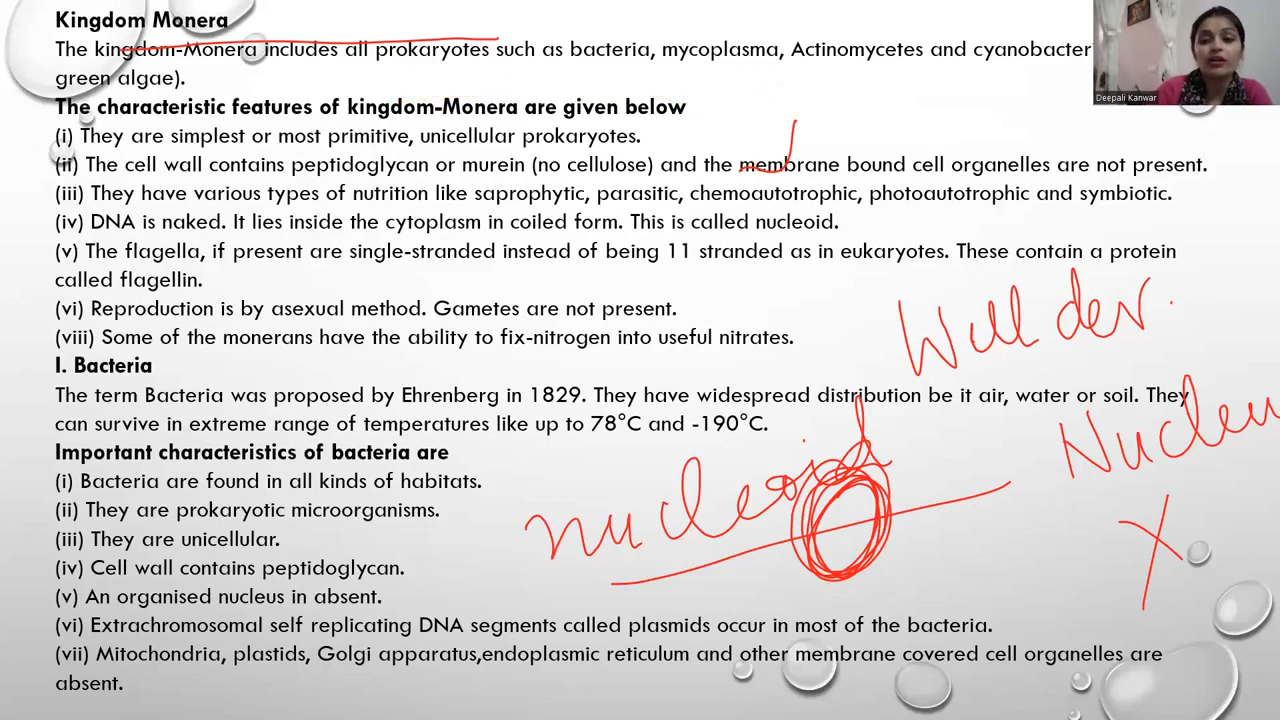 Kingdom Monera
The kingdom-Monera includes all prokaryotes such as bacteria, mycoplasma, Actinomycetes and cyanobacter
green algae).
The characteristic features of kingdom-Monera are given below
(i) They are simplest or most primitive, unicellular prokaryotes.
(ii) The cell wall contains peptidoglycan or murein (no cellulose) and the membrane bound cell organelles are not present.
(iii) They have various types of nutrition like saprophytic, parasitic, chemoautotrophic, photoautotrophic and symbiotic.
(iv) DNA is naked. It lies inside the cytoplasm in coiled form. This is called nucleoid.
(v) The flagella, if present are single-stranded instead of being 11 stranded as in eukaryotes. These contain a protein
called flagellin.
(vi) Reproduction is by asexual method. Gametes are not present.
(viii) Some of the monerans have the ability to fix-nitrogen into useful nitrates.
I. Bacteria
The term Bacteria was proposed by Ehrenberg in 1829. They have widespread distribution be it air, water or soil. They
can survive in extreme range of temperatures like up to 78°C and -190°C.
Important characteristics of bacteria are
(i) Bacteria are found in all kinds of habitats.
(ii) They are prokaryotic microorganisms.
(iii) They are unicellular.
(iv) Cell wall contains peptidoglycan.
(v) An organised nucleus in absent.
(vi) Extrachromosomal self replicating DNA segments called plasmids occur in most of the bacteria.
(vii) Mitochondria, plastids, Golgi apparatus,endoplasmic reticulum and other membrane covered cell organelles are
absent.
Well dev.
Nucleu
nucleoid
X
Deepali Kanwar